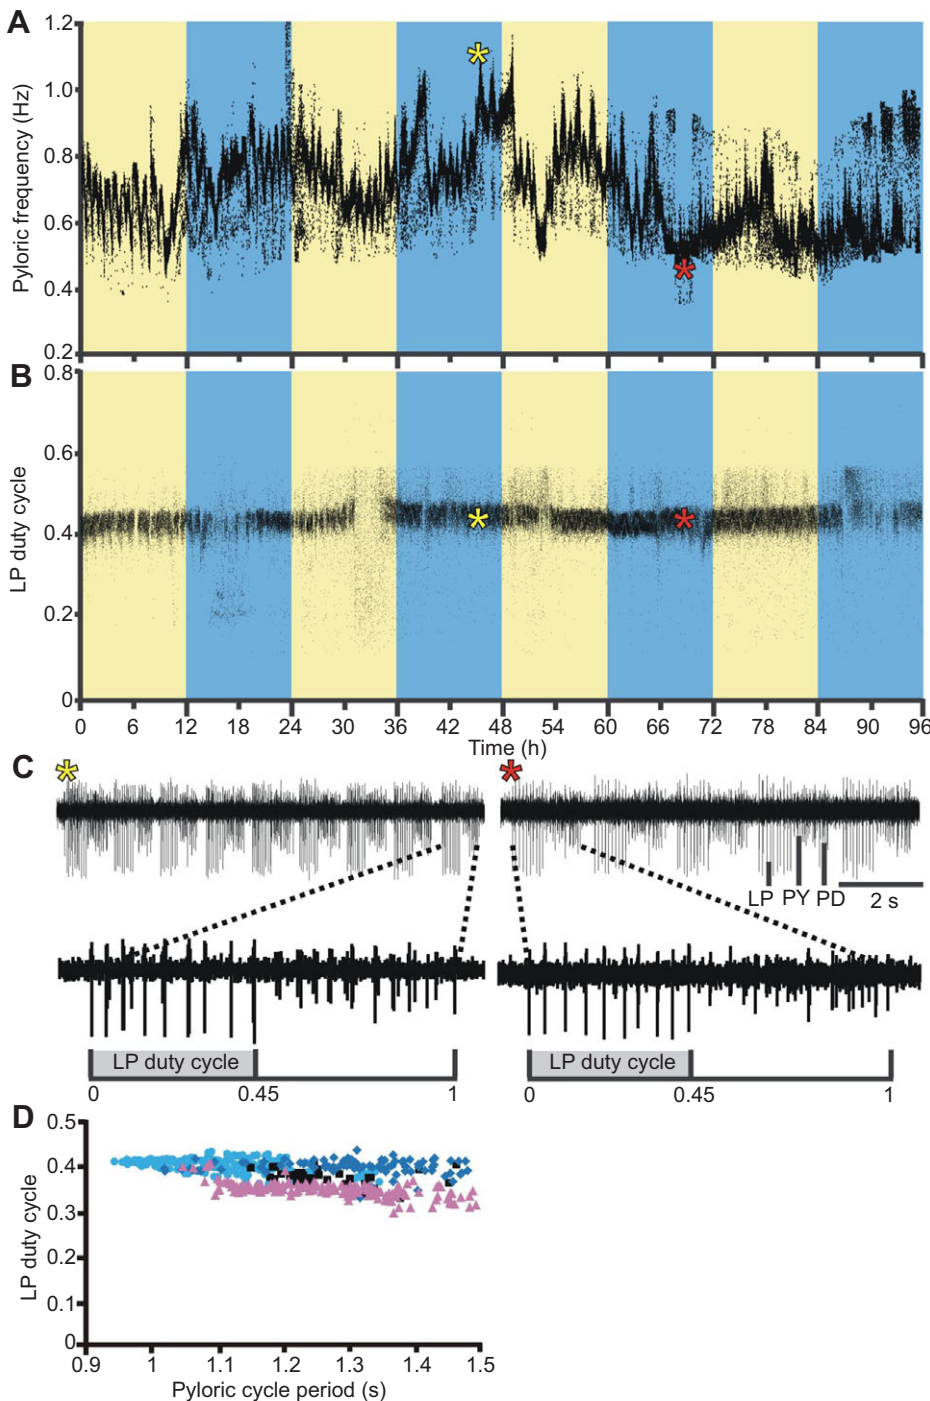 A
1.2
1.0
0.8
0.6
0.4
0.2
Pyloric frequency (Hz)
B
0.8
0.6
0.4
0.2
0
LP duty cycle
0 6 12 18 24 30 36 42 48 54 60 66 72 78 84 90 96
Time (h)
C
LP PY PD 2 s
LP duty cycle
0 0.45 1
LP duty cycle
0 0.45 1
D
0.5
0.4
0.3
0.1
0
LP duty cycle
0.9 1 1.1 1.2 1.3 1.4 1.5
Pyloric cycle period (s)